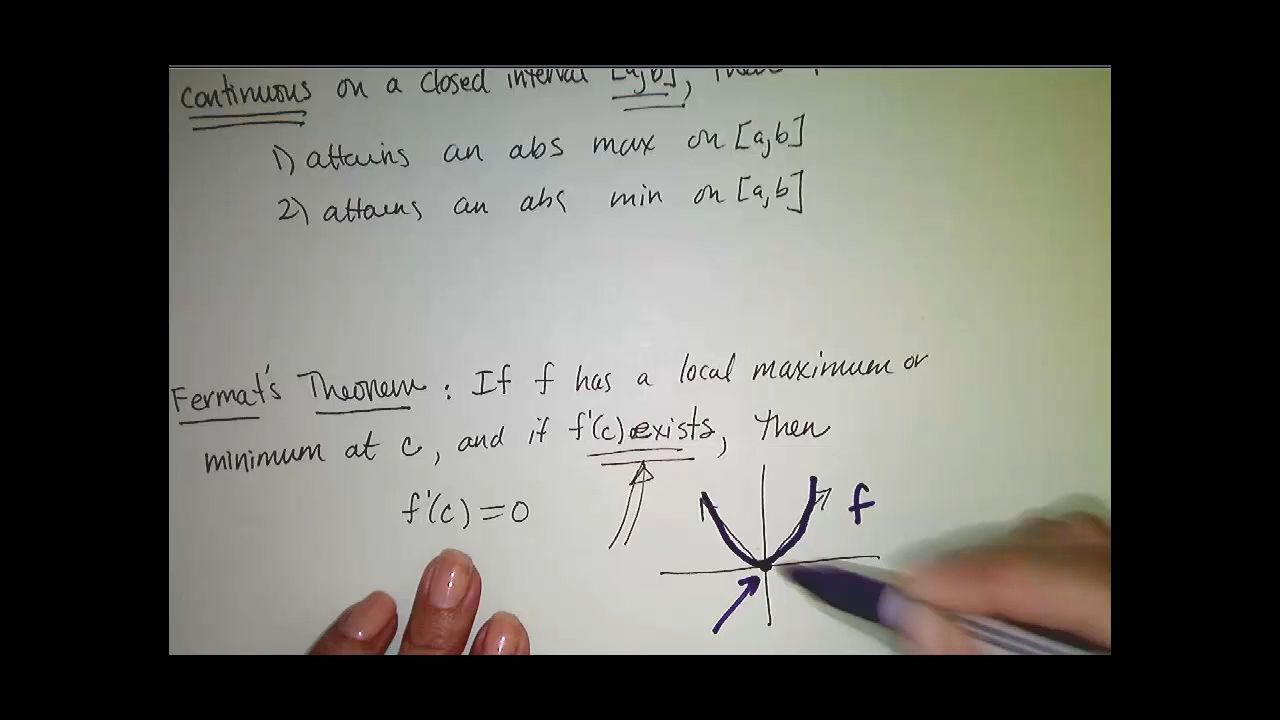 continuous on a closed interval [a,b],
1) attains an abs max on [a,b]
2) attains an abs min on [a,b]
Fermat's Theorem : If f has a local maximum or
minimum at c, and if f'(c) exists, then
f'(c) = 0
f